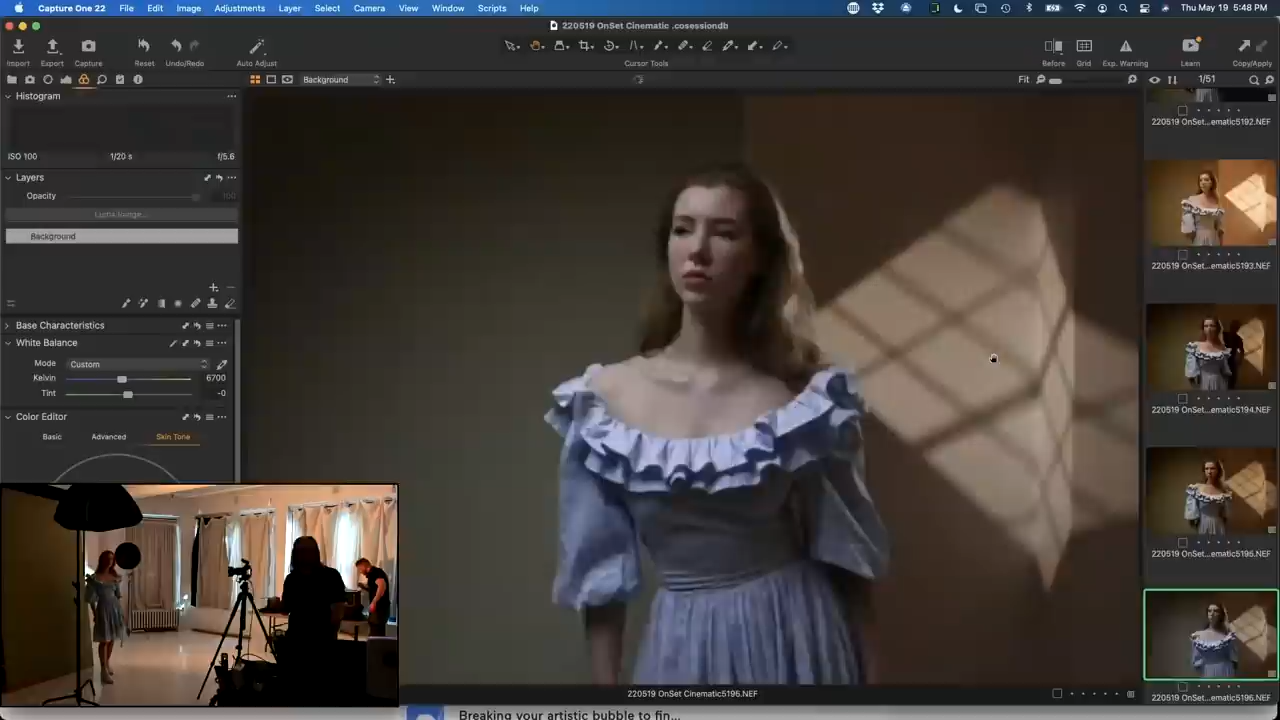 Capture One 22 File Edit Image Adjustments Layer Select Camera View Window Scripts Help
Thu May 19 5:48 PM
220519 OnSet Cinematic .cosessiondb
Import Export Capture Reset Undo/Redo Auto Adjust Cursor Tools Before Grid Exp. Warning Learn Copy/Apply
Background
Fit
1/51
Histogram
ISO 100 1/20 s f/5.6
Layers
Opacity 100
Luma Range...
Background
Base Characteristics
White Balance
Mode Custom
Kelvin 6700
Tint -0
Color Editor
Basic Advanced Skin Tone
220519 OnSet...ematic5192.NEF
220519 OnSet...ematic5193.NEF
220519 OnSet...ematic5194.NEF
220519 OnSet...ematic5195.NEF
220519 OnSet...ematic5196.NEF
220519 OnSet Cinematic5196.NEF
Breaking your artistic bubble to fin...